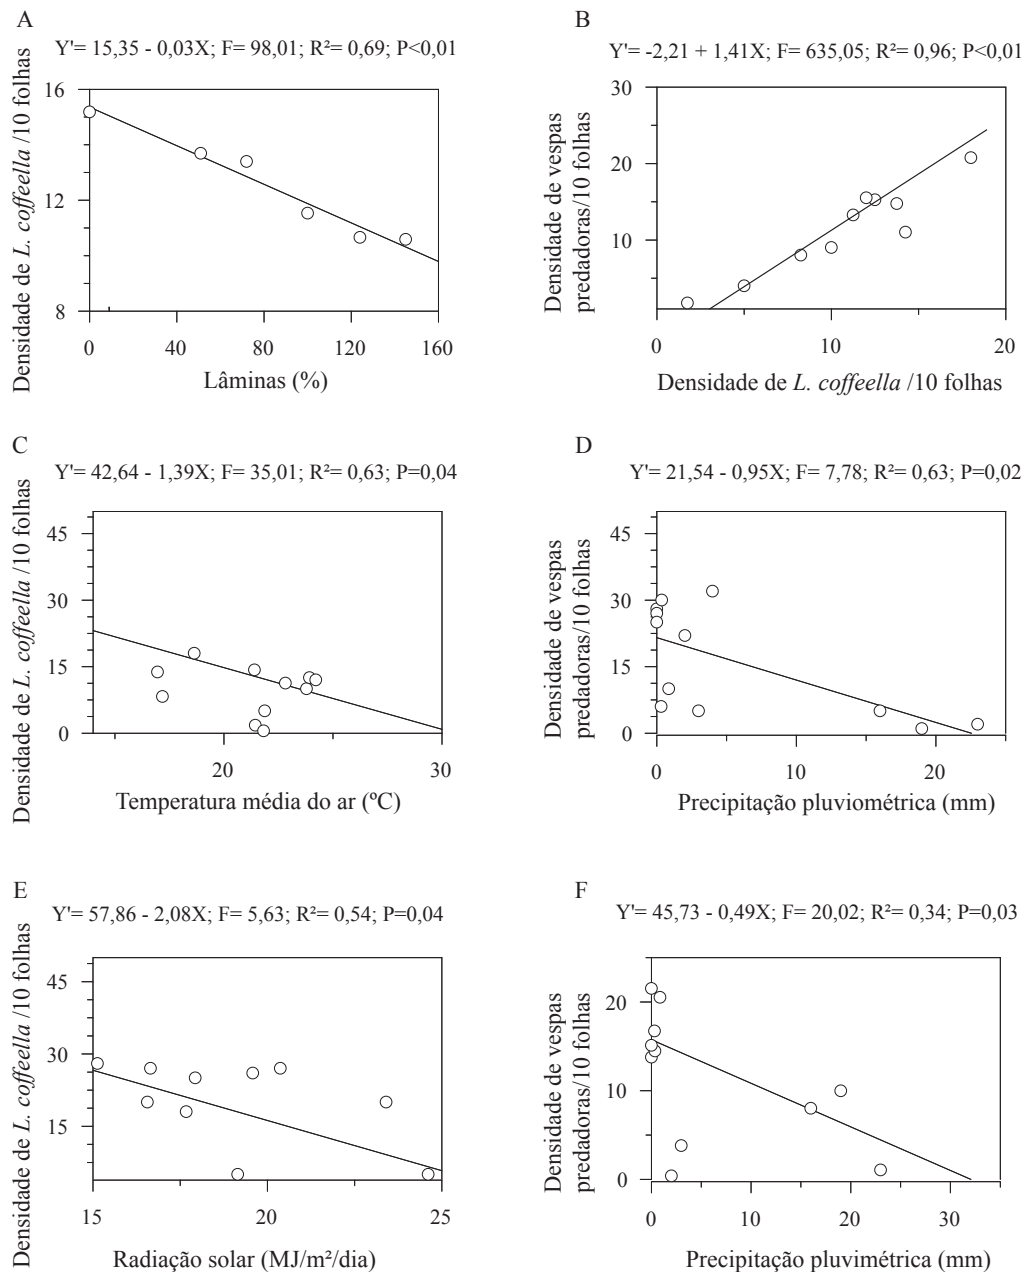 A
Y'= 15,35 - 0,03X; F= 98,01; R²= 0,69; P<0,01
Densidade de L. coffeella /10 folhas
16
12
8
0 40 80 120 160
Lâminas (%)
B
Y'= -2,21 + 1,41X; F= 635,05; R²= 0,96; P<0,01
Densidade de vespas
predadoras/10 folhas
30
20
10
0 10 20
Densidade de L. coffeella /10 folhas
C
Y'= 42,64 - 1,39X; F= 35,01; R²= 0,63; P=0,04
Densidade de L. coffeella /10 folhas
45
30
15
0
20 30
Temperatura média do ar (ºC)
D
Y'= 21,54 - 0,95X; F= 7,78; R²= 0,63; P=0,02
Densidade de vespas
predadoras/10 folhas
45
30
15
0
0 10 20
Precipitação pluviométrica (mm)
E
Y'= 57,86 - 2,08X; F= 5,63; R²= 0,54; P=0,04
Densidade de L. coffeella /10 folhas
45
30
15
15 20 25
Radiação solar (MJ/m²/dia)
F
Y'= 45,73 - 0,49X; F= 20,02; R²= 0,34; P=0,03
Densidade de vespas
predadoras/10 folhas
20
10
0
0 10 20 30
Precipitação pluvimétrica (mm)